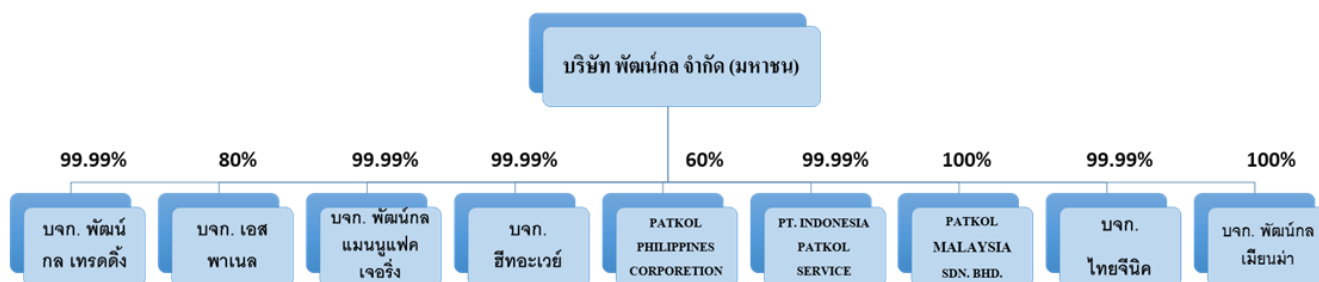 บริษัท พัฒน์กล จำกัด (มหาชน)
99.99% 80% 99.99% 99.99% 60% 99.99% 100% 99.99% 100%
บจก. พัฒน์
กล เทรดดิ้ง
บจก. เอส
พาเนล
บจก. พัฒน์กล
แมนนูแฟค
เจอริ่ง
บจก.
ฮีทอะเวย์
PATKOL
PHILIPPINES
CORPORETION
PT. INDONESIA
PATKOL
SERVICE
PATKOL
MALAYSIA
SDN. BHD.
บจก.
ไทยจีนิค
บจก. พัฒน์กล
เมียนม่า